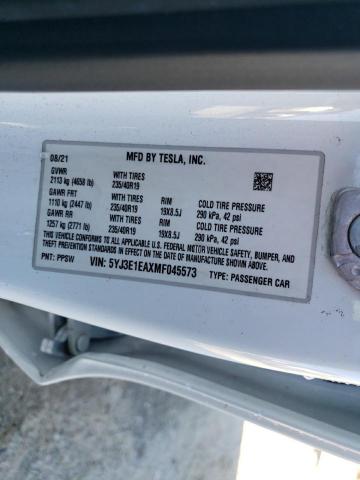 08/21 MFD BY TESLA, INC.
GVWR WITH TIRES
2113 kg (4658 lb) 235/40R19
GAWR FRT WITH TIRES RIM COLD TIRE PRESSURE
1110 kg (2447 lb) 235/40R19 19X8.5J 290 kPa, 42 psi
GAWR RR WITH TIRES RIM COLD TIRE PRESSURE
1257 kg (2771 lb) 235/40R19 19X8.5J 290 kPa, 42 psi
THIS VEHICLE CONFORMS TO ALL APPLICABLE U.S. FEDERAL MOTOR VEHICLE SAFETY, BUMPER, AND
THEFT PREVENTION STANDARDS IN EFFECT ON THE DATE OF MANUFACTURE SHOWN ABOVE.
PNT: PPSW VIN: 5YJ3E1EAXMF045573 TYPE: PASSENGER CAR